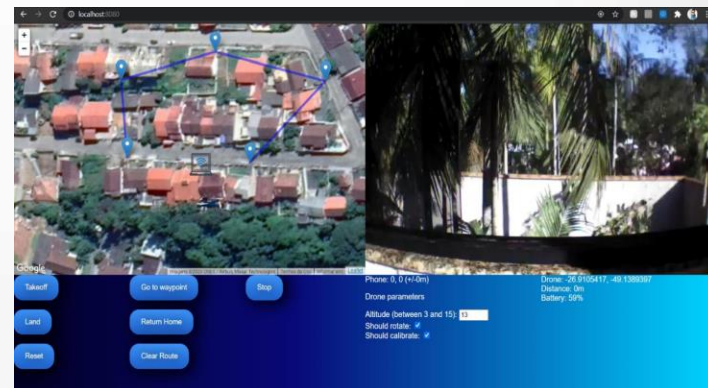 localhost:8080
+
−
Google
Takeoff
Go to waypoint
Stop
Land
Return Home
Reset
Clear Route
Phone: 0, 0 (+/-0m)
Drone parameters
Altitude (between 3 and 15): 13
Should rotate:
Should calibrate:
Drone: -26.9105417, -49.1389397
Distance: 0m
Battery: 59%